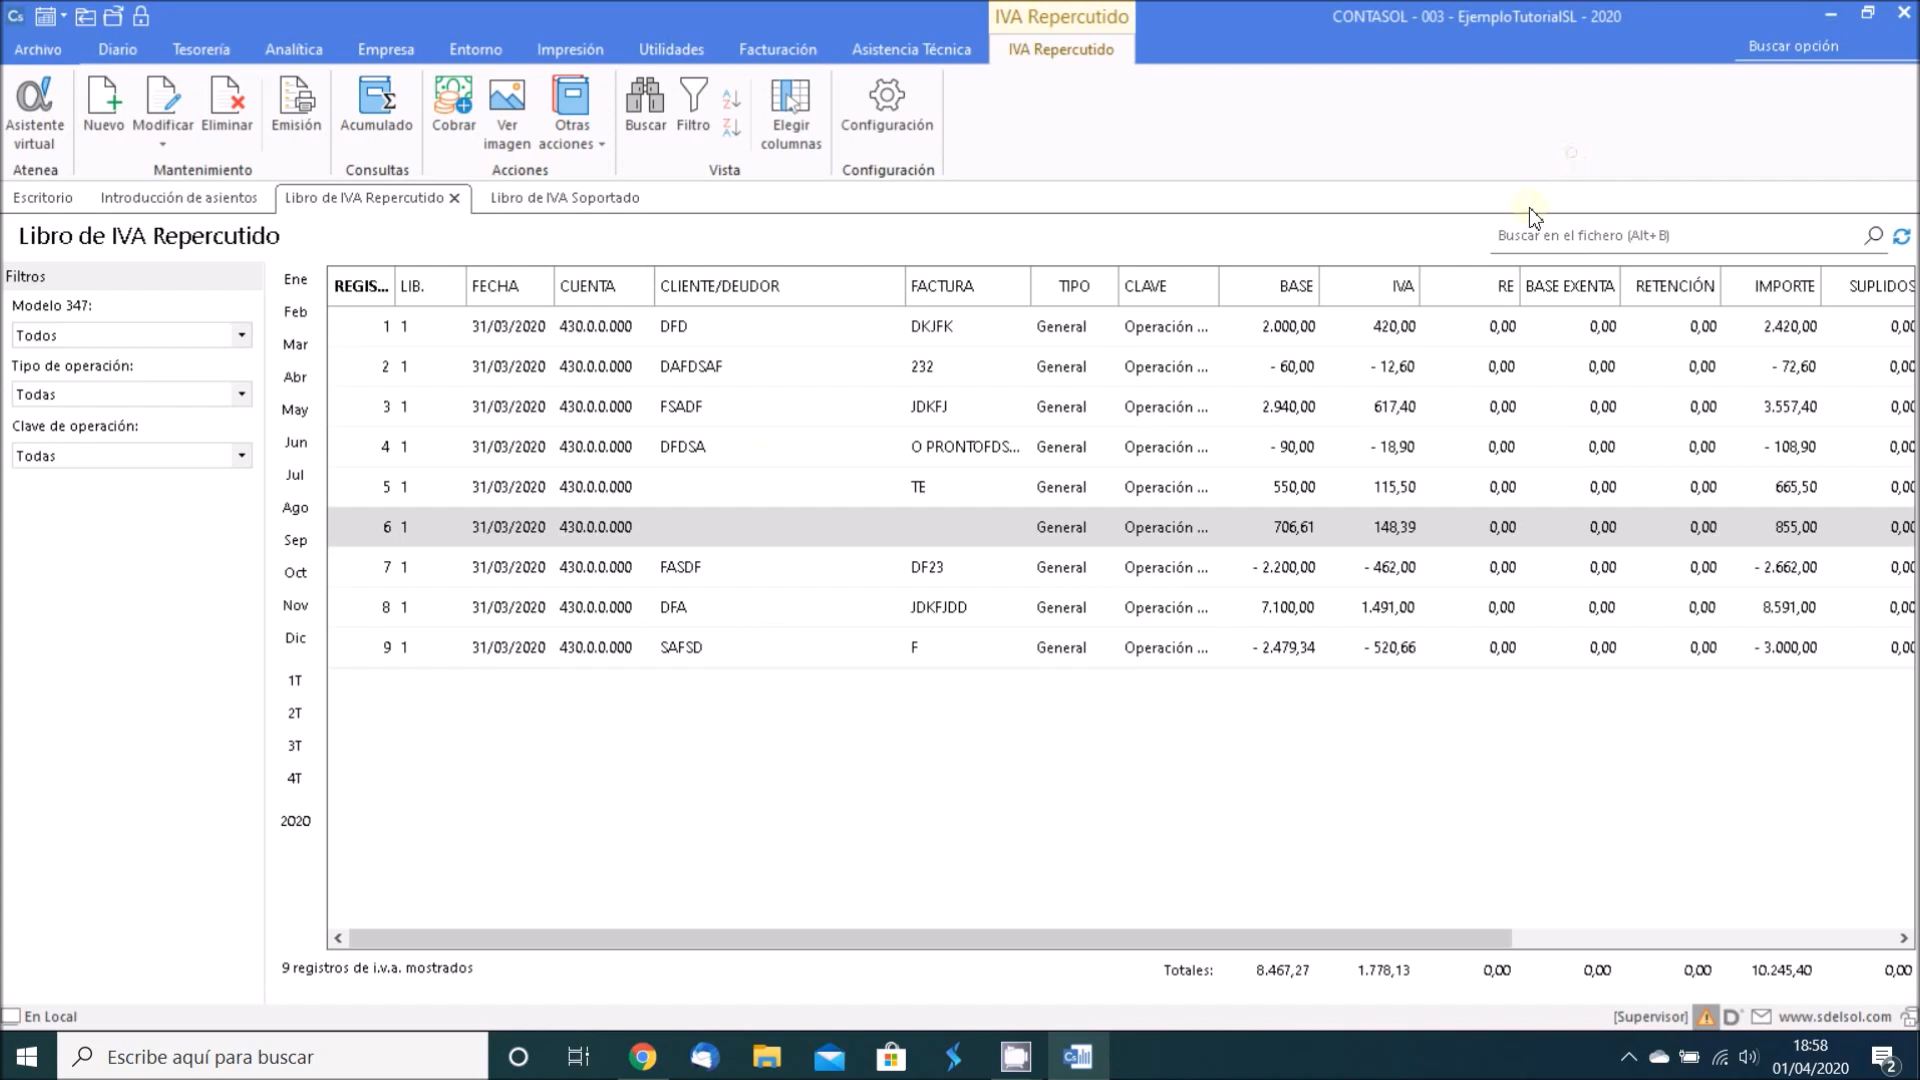 Cs IVA Repercutido CONTASOL - 003 - EjemploTutorialSL - 2020
Archivo Diario Tesorería Analítica Empresa Entorno Impresión Utilidades Facturación Asistencia Técnica IVA Repercutido Buscar opción
Asistente virtual Nuevo Modificar Eliminar Emisión Acumulado Cobrar Ver imagen Otras acciones Buscar Filtro Elegir columnas Configuración
Atenea Mantenimiento Consultas Acciones Vista Configuración
Escritorio Introducción de asientos Libro de IVA Repercutido Libro de IVA Soportado
Libro de IVA Repercutido Buscar en el fichero (Alt+B)
Filtros
Modelo 347:
Todos
Tipo de operación:
Todas
Clave de operación:
Todas
Ene
Feb
Mar
Abr
May
Jun
Jul
Ago
Sep
Oct
Nov
Dic
1T
2T
3T
4T
2020
REGIS... LIB. FECHA CUENTA CLIENTE/DEUDOR FACTURA TIPO CLAVE BASE IVA RE BASE EXENTA RETENCIÓN IMPORTE SUPLIDOS
1 1 31/03/2020 430.0.0.000 DFD DKJFK General Operación ... 2.000,00 420,00 0,00 0,00 0,00 2.420,00 0,00
2 1 31/03/2020 430.0.0.000 DAFDSAF 232 General Operación ... - 60,00 - 12,60 0,00 0,00 0,00 - 72,60 0,00
3 1 31/03/2020 430.0.0.000 FSADF JDKFJ General Operación ... 2.940,00 617,40 0,00 0,00 0,00 3.557,40 0,00
4 1 31/03/2020 430.0.0.000 DFDSA O PRONTOFDS... General Operación ... - 90,00 - 18,90 0,00 0,00 0,00 - 108,90 0,00
5 1 31/03/2020 430.0.0.000 TE General Operación ... 550,00 115,50 0,00 0,00 0,00 665,50 0,00
6 1 31/03/2020 430.0.0.000 General Operación ... 706,61 148,39 0,00 0,00 0,00 855,00 0,00
7 1 31/03/2020 430.0.0.000 FASDF DF23 General Operación ... - 2.200,00 - 462,00 0,00 0,00 0,00 - 2.662,00 0,00
8 1 31/03/2020 430.0.0.000 DFA JDKFJDD General Operación ... 7.100,00 1.491,00 0,00 0,00 0,00 8.591,00 0,00
9 1 31/03/2020 430.0.0.000 SAFSD F General Operación ... - 2.479,34 - 520,66 0,00 0,00 0,00 - 3.000,00 0,00
9 registros de i.v.a. mostrados Totales: 8.467,27 1.778,13 0,00 0,00 0,00 10.245,40 0,00
En Local [Supervisor] www.sdelsol.com
Escribe aquí para buscar 18:58
01/04/2020 2